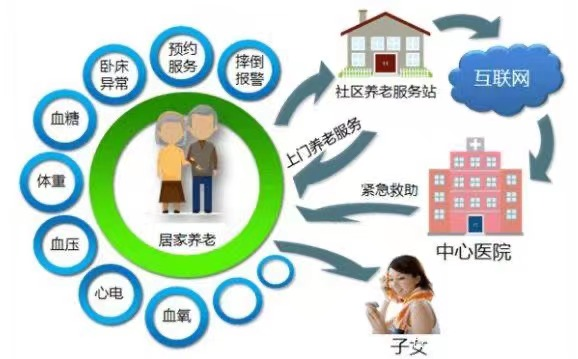 预约
服务
摔倒
报警
卧床
异常
血糖
体重
血压
心电
血氧
居家养老
社区养老服务站
互联网
上门养老服务
紧急救助
中心医院
子女